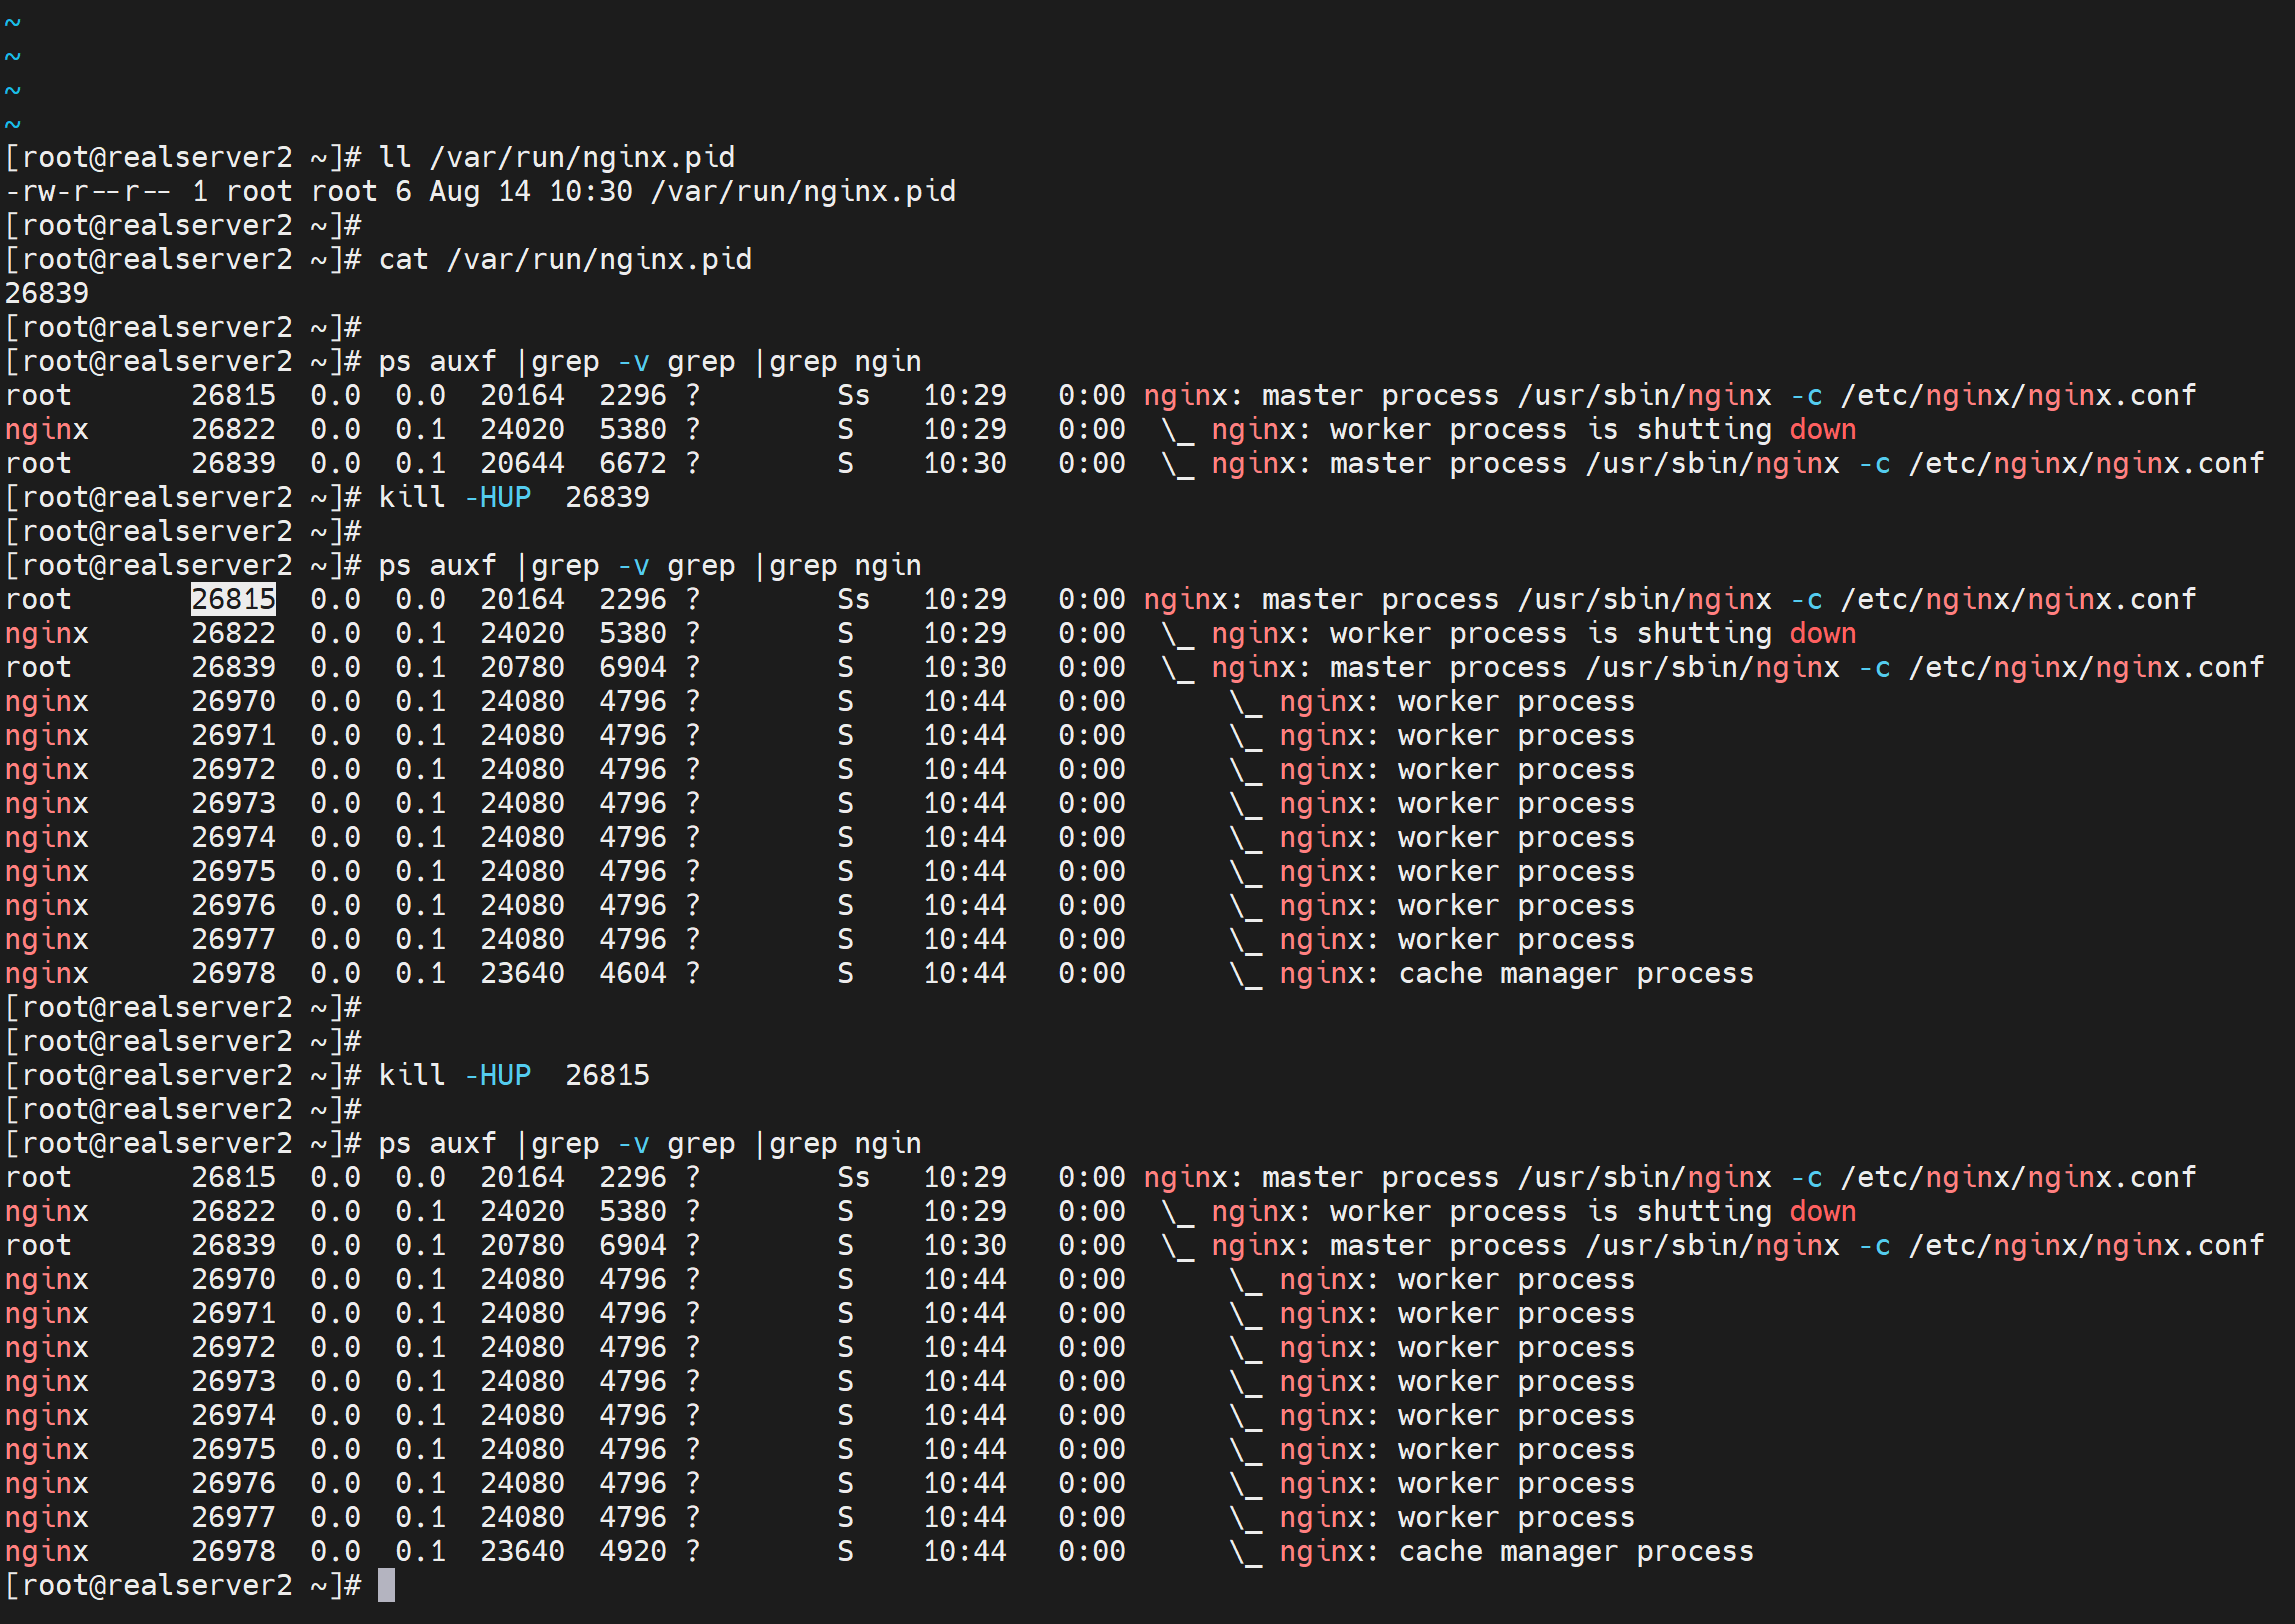 ~
~
~
~
[root@realserver2 ~]# ll /var/run/nginx.pid
-rw-r--r-- 1 root root 6 Aug 14 10:30 /var/run/nginx.pid
[root@realserver2 ~]#
[root@realserver2 ~]# cat /var/run/nginx.pid
26839
[root@realserver2 ~]#
[root@realserver2 ~]# ps auxf |grep -v grep |grep ngin
root       26815  0.0  0.0  20164  2296 ?        Ss   10:29   0:00 nginx: master process /usr/sbin/nginx -c /etc/nginx/nginx.conf
nginx      26822  0.0  0.1  24020  5380 ?        S    10:29   0:00  \_ nginx: worker process is shutting down
root       26839  0.0  0.1  20644  6672 ?        S    10:30   0:00  \_ nginx: master process /usr/sbin/nginx -c /etc/nginx/nginx.conf
[root@realserver2 ~]# kill -HUP  26839
[root@realserver2 ~]#
[root@realserver2 ~]# ps auxf |grep -v grep |grep ngin
root       26815  0.0  0.0  20164  2296 ?        Ss   10:29   0:00 nginx: master process /usr/sbin/nginx -c /etc/nginx/nginx.conf
nginx      26822  0.0  0.1  24020  5380 ?        S    10:29   0:00  \_ nginx: worker process is shutting down
root       26839  0.0  0.1  20780  6904 ?        S    10:30   0:00  \_ nginx: master process /usr/sbin/nginx -c /etc/nginx/nginx.conf
nginx      26970  0.0  0.1  24080  4796 ?        S    10:44   0:00      \_ nginx: worker process
nginx      26971  0.0  0.1  24080  4796 ?        S    10:44   0:00      \_ nginx: worker process
nginx      26972  0.0  0.1  24080  4796 ?        S    10:44   0:00      \_ nginx: worker process
nginx      26973  0.0  0.1  24080  4796 ?        S    10:44   0:00      \_ nginx: worker process
nginx      26974  0.0  0.1  24080  4796 ?        S    10:44   0:00      \_ nginx: worker process
nginx      26975  0.0  0.1  24080  4796 ?        S    10:44   0:00      \_ nginx: worker process
nginx      26976  0.0  0.1  24080  4796 ?        S    10:44   0:00      \_ nginx: worker process
nginx      26977  0.0  0.1  24080  4796 ?        S    10:44   0:00      \_ nginx: worker process
nginx      26978  0.0  0.1  23640  4604 ?        S    10:44   0:00      \_ nginx: cache manager process
[root@realserver2 ~]#
[root@realserver2 ~]#
[root@realserver2 ~]# kill -HUP  26815
[root@realserver2 ~]#
[root@realserver2 ~]# ps auxf |grep -v grep |grep ngin
root       26815  0.0  0.0  20164  2296 ?        Ss   10:29   0:00 nginx: master process /usr/sbin/nginx -c /etc/nginx/nginx.conf
nginx      26822  0.0  0.1  24020  5380 ?        S    10:29   0:00  \_ nginx: worker process is shutting down
root       26839  0.0  0.1  20780  6904 ?        S    10:30   0:00  \_ nginx: master process /usr/sbin/nginx -c /etc/nginx/nginx.conf
nginx      26970  0.0  0.1  24080  4796 ?        S    10:44   0:00      \_ nginx: worker process
nginx      26971  0.0  0.1  24080  4796 ?        S    10:44   0:00      \_ nginx: worker process
nginx      26972  0.0  0.1  24080  4796 ?        S    10:44   0:00      \_ nginx: worker process
nginx      26973  0.0  0.1  24080  4796 ?        S    10:44   0:00      \_ nginx: worker process
nginx      26974  0.0  0.1  24080  4796 ?        S    10:44   0:00      \_ nginx: worker process
nginx      26975  0.0  0.1  24080  4796 ?        S    10:44   0:00      \_ nginx: worker process
nginx      26976  0.0  0.1  24080  4796 ?        S    10:44   0:00      \_ nginx: worker process
nginx      26977  0.0  0.1  24080  4796 ?        S    10:44   0:00      \_ nginx: worker process
nginx      26978  0.0  0.1  23640  4920 ?        S    10:44   0:00      \_ nginx: cache manager process
[root@realserver2 ~]#